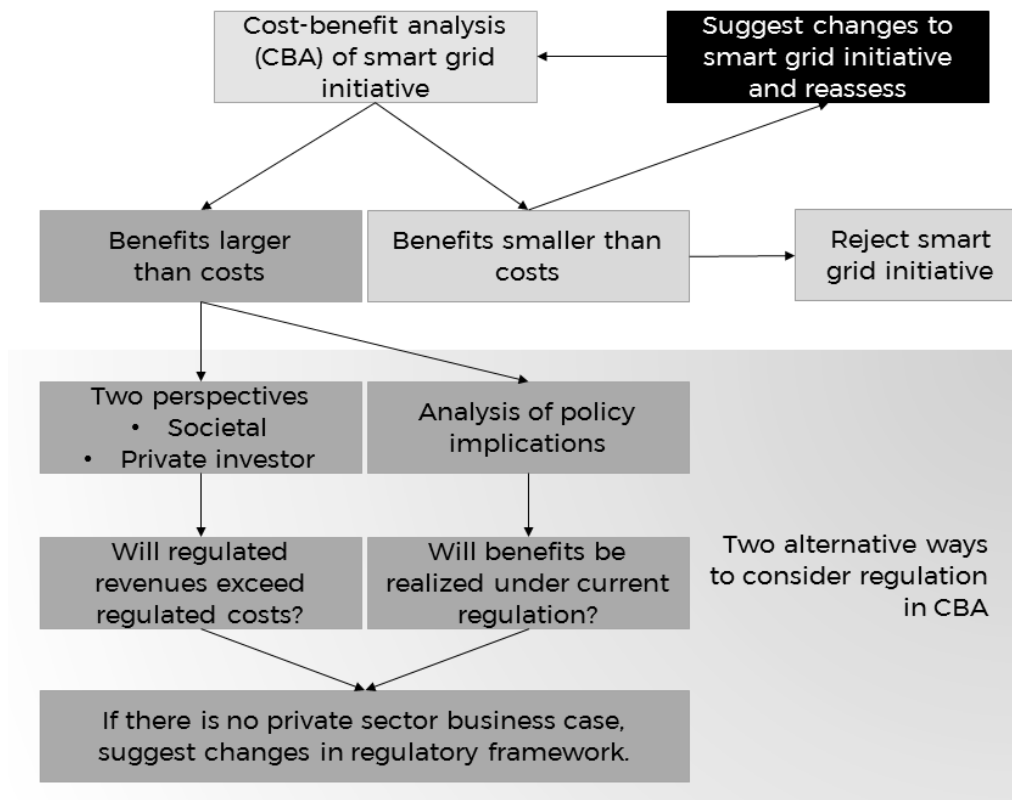 Cost-benefit analysis
(CBA) of smart grid
initiative
Suggest changes to
smart grid initiative
and reassess
Benefits larger
than costs
Benefits smaller than
costs
Reject smart
grid initiative
Two perspectives
• Societal
• Private investor
Analysis of policy
implications
Will regulated
revenues exceed
regulated costs?
Will benefits be
realized under current
regulation?
Two alternative ways
to consider regulation
in CBA
If there is no private sector business case,
suggest changes in regulatory framework.